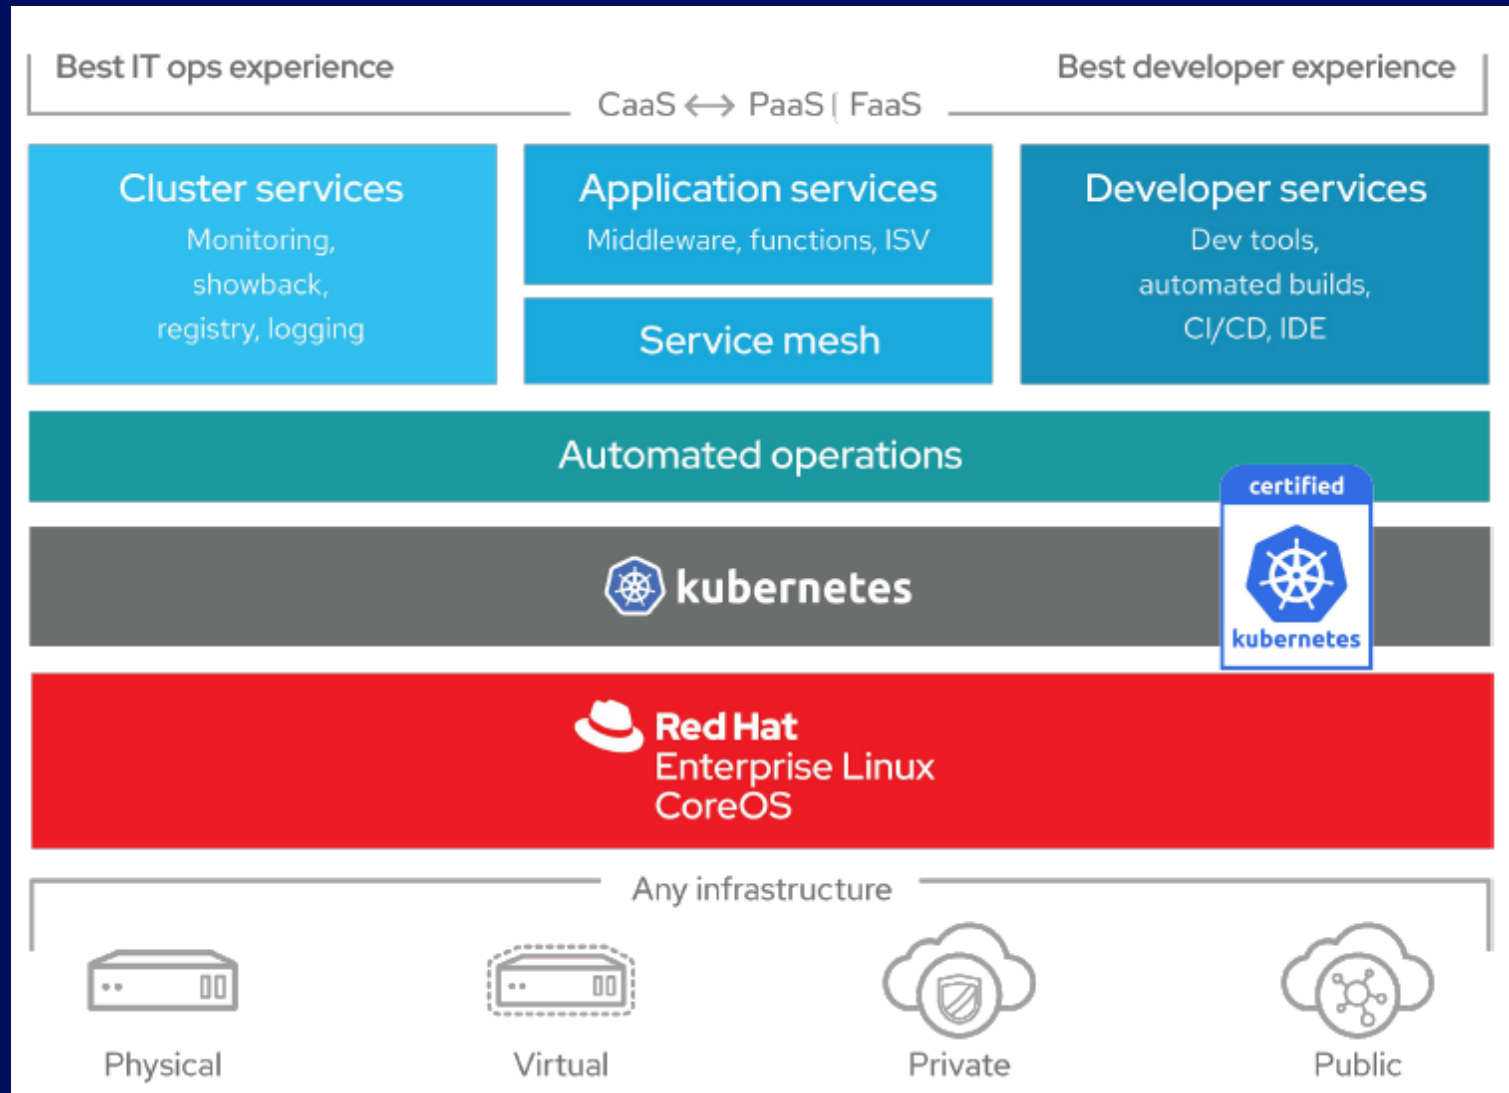 Best IT ops experience
Best developer experience
CaaS ↔ PaaS | FaaS
Cluster services
Monitoring,
showback,
registry, logging
Application services
Middleware, functions, ISV
Service mesh
Developer services
Dev tools,
automated builds,
CI/CD, IDE
Automated operations
certified
kubernetes
kubernetes
Red Hat
Enterprise Linux
CoreOS
Any infrastructure
Physical
Virtual
Private
Public